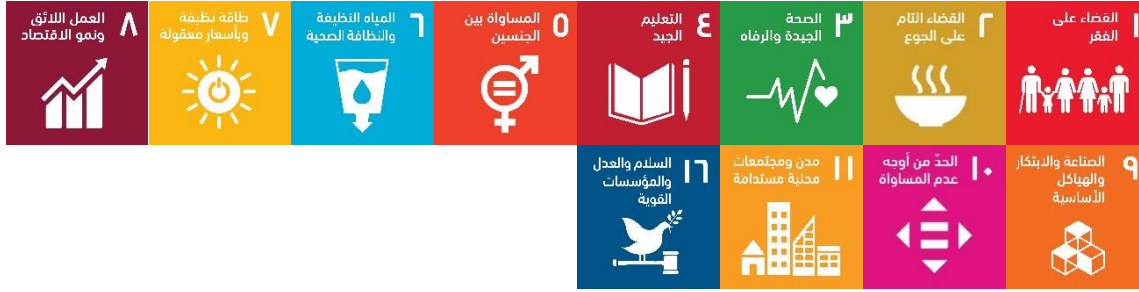 ١ القضاء على
الفقر
٢ القضاء التام
على الجوع
٣ الصحة
الجيدة والرفاه
٤ التعليم
الجيد
٥ المساواة بين
الجنسين
٦ المياه النظيفة
والنظافة الصحية
٧ طاقة نظيفة
وبأسعار معقولة
٨ العمل اللائق
ونمو الاقتصاد
٩ الصناعة والابتكار
والهياكل
الأساسية
١٠ الحدّ من أوجه
عدم المساواة
١١ مدن ومجتمعات
محلية مستدامة
١٦ السلام والعدل
والمؤسسات
القوية